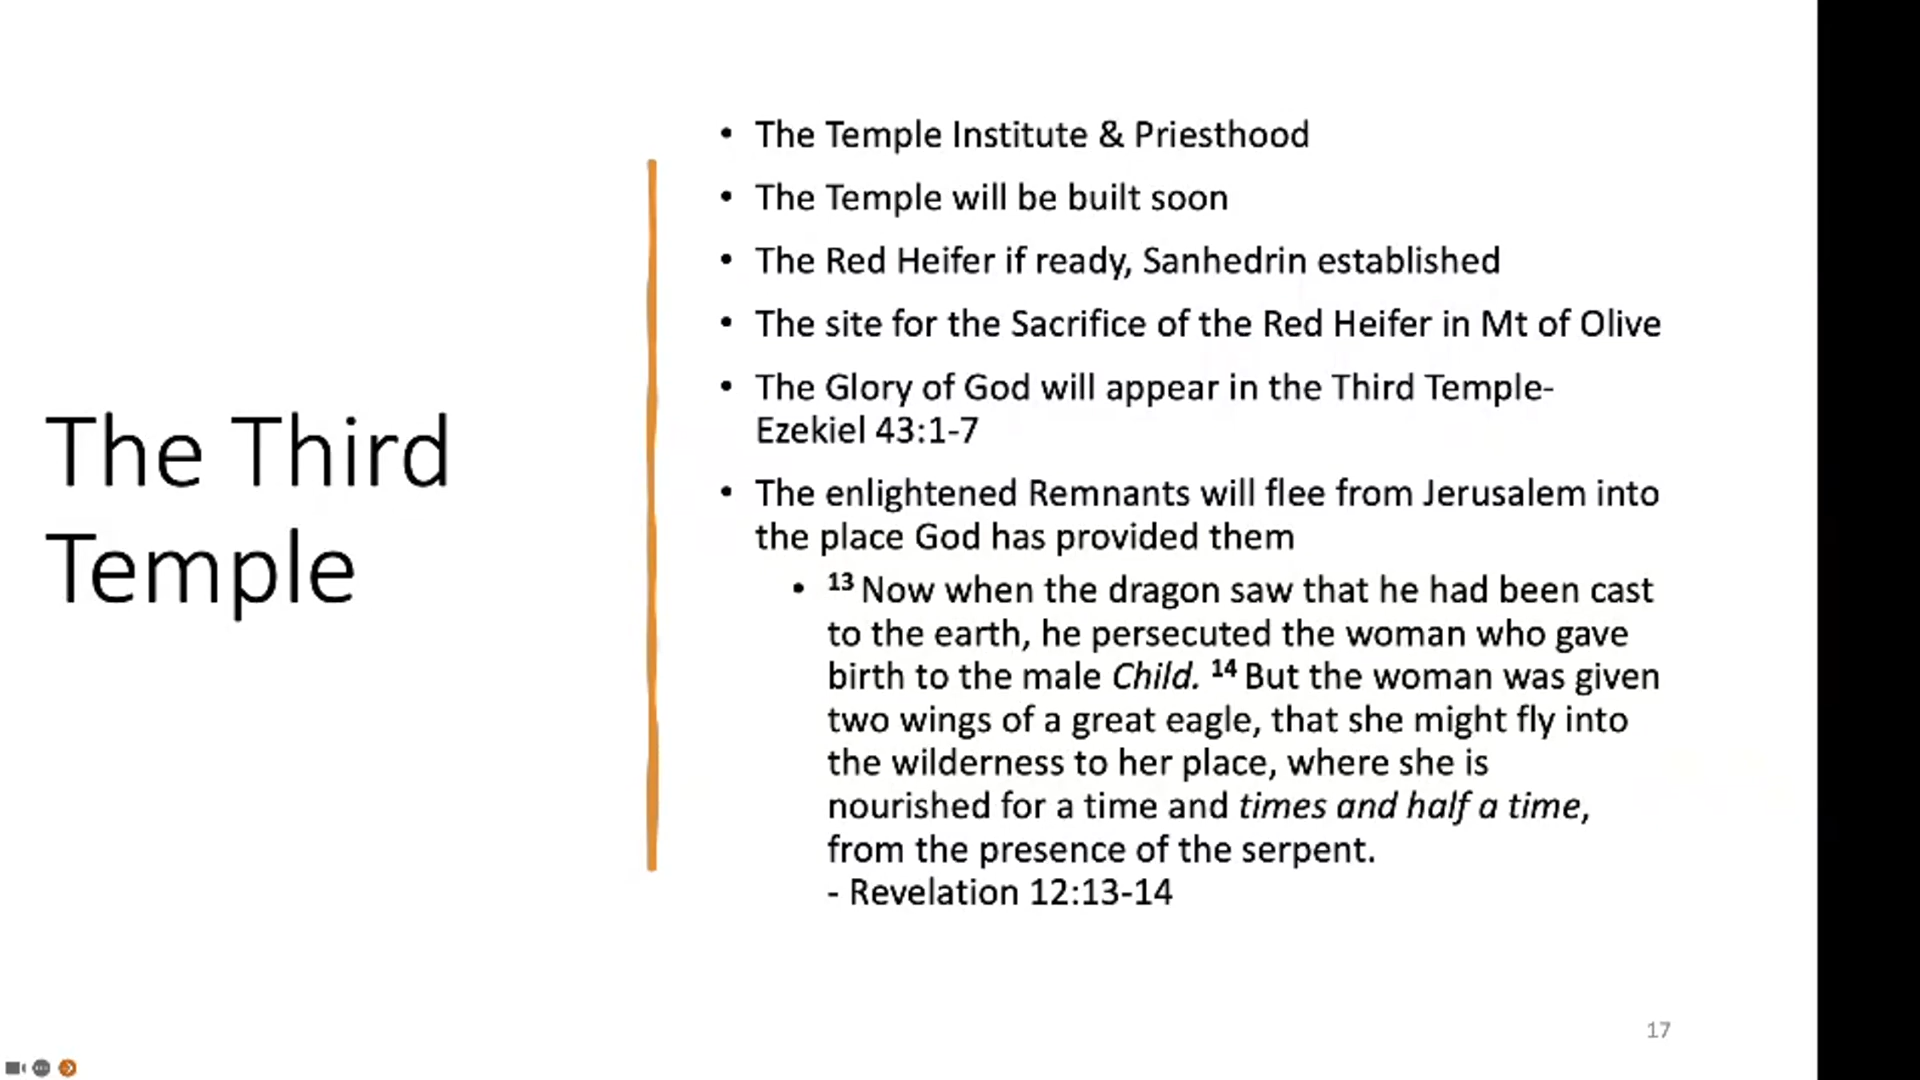 The Third
Temple
• The Temple Institute & Priesthood
• The Temple will be built soon
• The Red Heifer if ready, Sanhedrin established
• The site for the Sacrifice of the Red Heifer in Mt of Olive
• The Glory of God will appear in the Third Temple-
Ezekiel 43:1-7
• The enlightened Remnants will flee from Jerusalem into
the place God has provided them
• ¹³ Now when the dragon saw that he had been cast
to the earth, he persecuted the woman who gave
birth to the male Child. ¹⁴ But the woman was given
two wings of a great eagle, that she might fly into
the wilderness to her place, where she is
nourished for a time and times and half a time,
from the presence of the serpent.
- Revelation 12:13-14
17